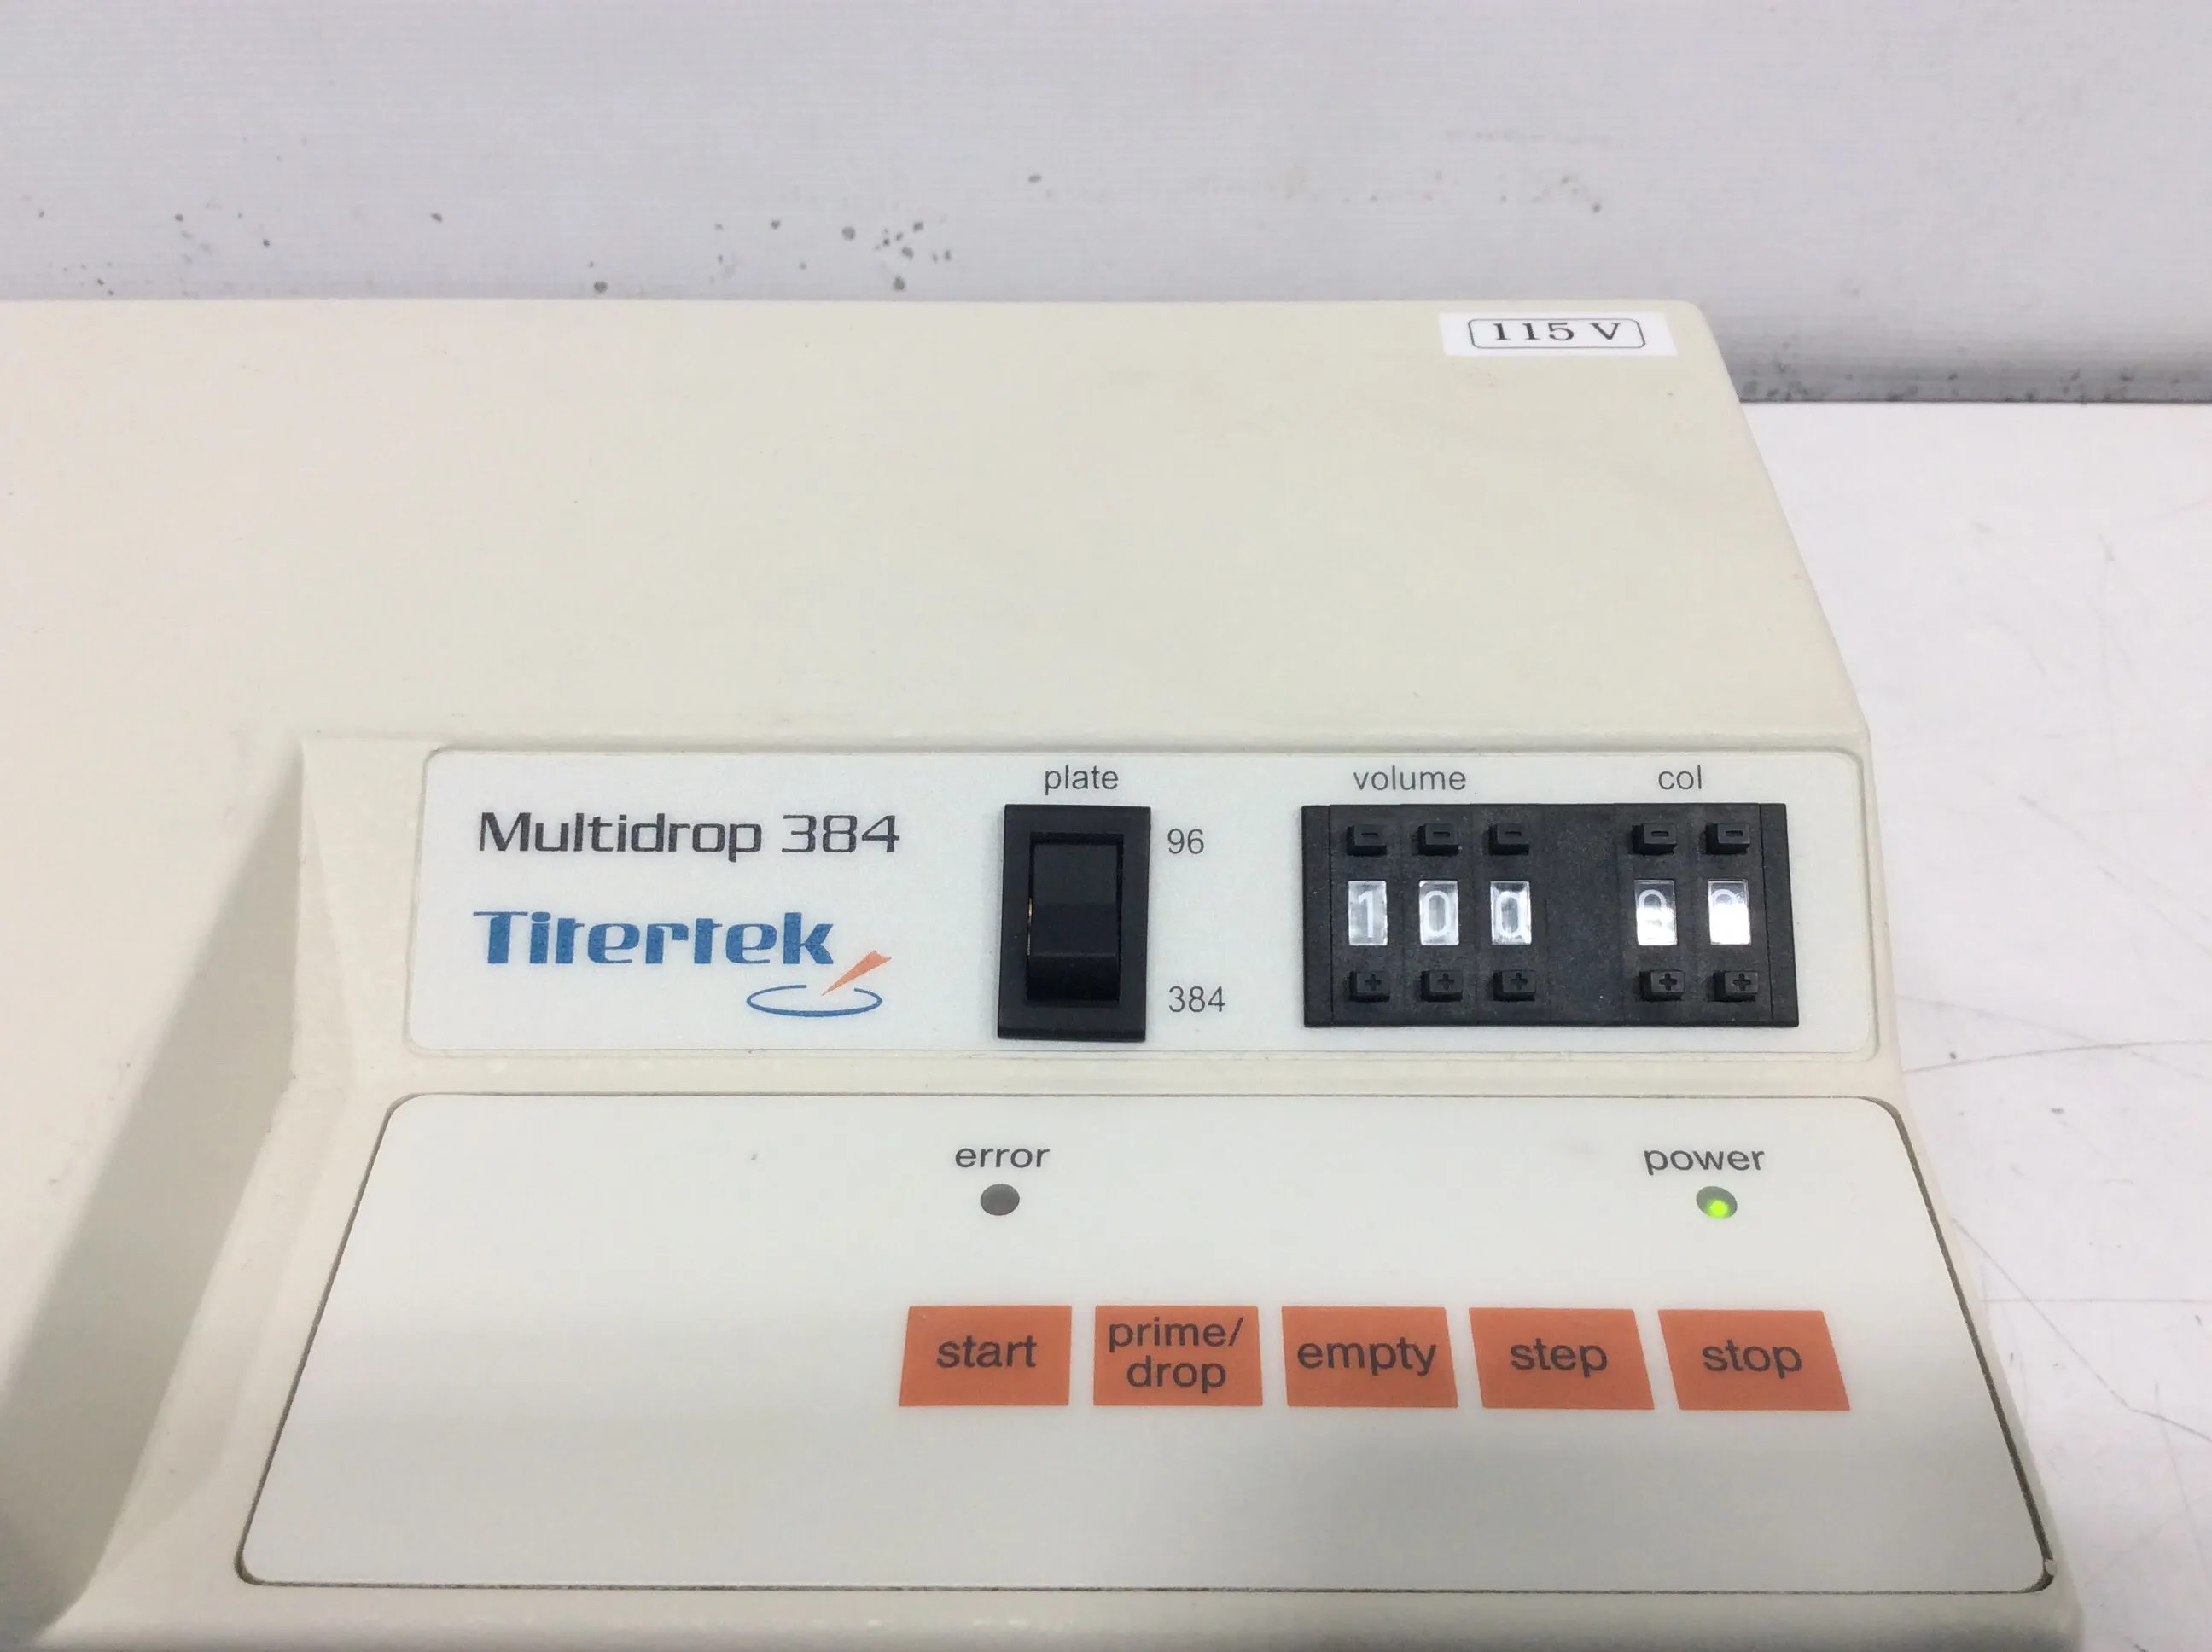 115 V
plate
volume
col
Multidrop 384
96
100
Titertek
384
error
power
start
prime/
drop
empty
step
stop